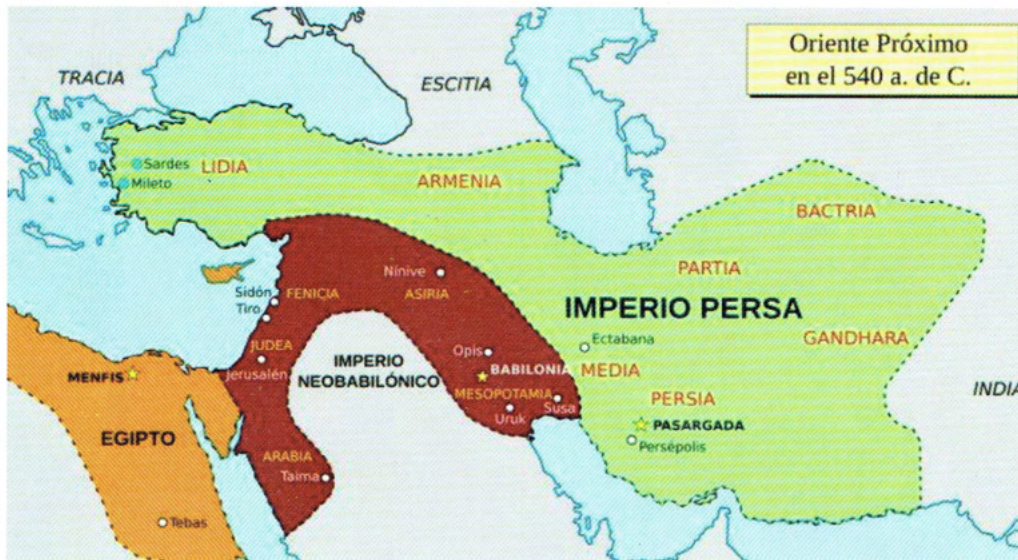 Oriente Próximo
en el 540 a. de C.
TRACIA
ESCITIA
Sardes
LIDIA
Mileto
ARMENIA
BACTRIA
PARTIA
Nínive
ASIRIA
Sidón
FENICIA
Tiro
IMPERIO PERSA
GANDHARA
Ectabana
JUDEA
Jerusalén
IMPERIO
NEOBABILÓNICO
Opis
BABILONIA
MEDIA
MENFIS
MESOPOTAMIA
Uruk
Susa
PERSIA
INDIA
PASARGADA
Persépolis
EGIPTO
ARABIA
Taima
Tebas